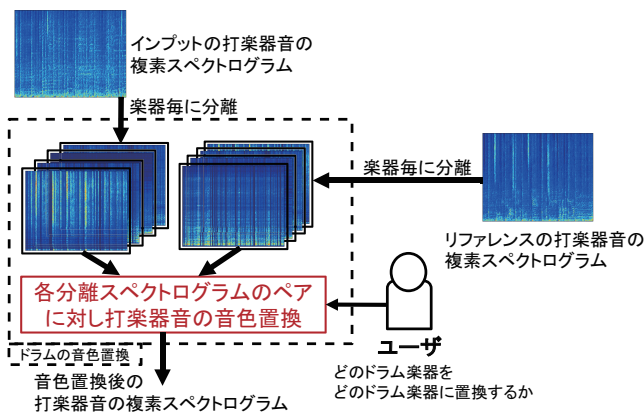 インプットの打楽器音の
複素スペクトログラム
楽器毎に分離
楽器毎に分離
リファレンスの打楽器音の
複素スペクトログラム
各分離スペクトログラムのペア
に対し打楽器音の音色置換
ユーザ
ドラムの音色置換
どのドラム楽器を
どのドラム楽器に置換するか
音色置換後の
打楽器音の複素スペクトログラム